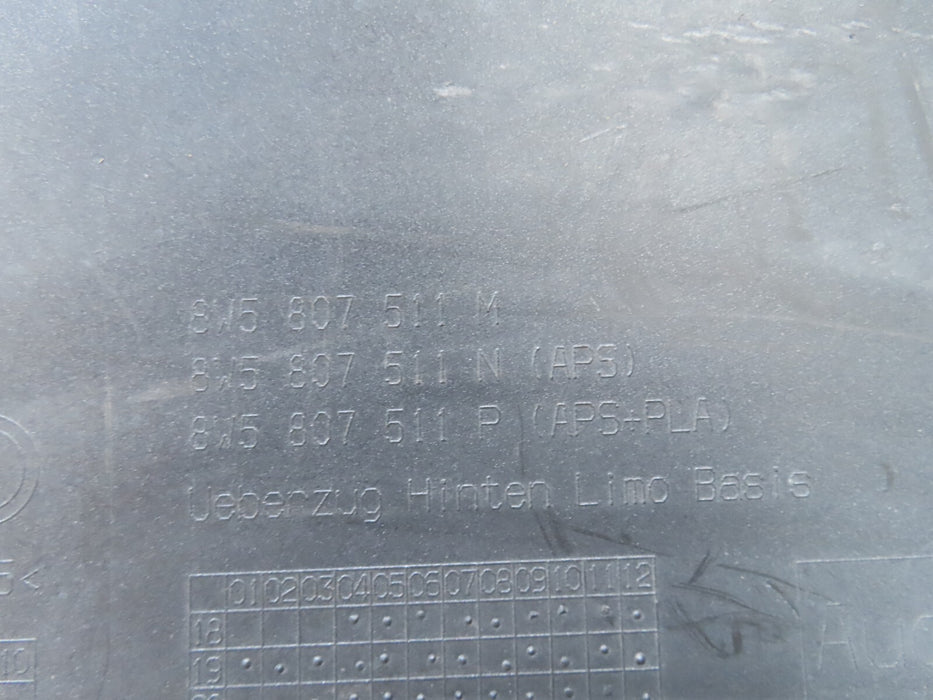 8W5 807 511 M
8W5 807 511 N (APS)
8W5 807 511 P (APS+PLA)
Ueberzug Hinten Limo Basis
01 02 03 04 05 06 07 08 09 10 11 12
18
19